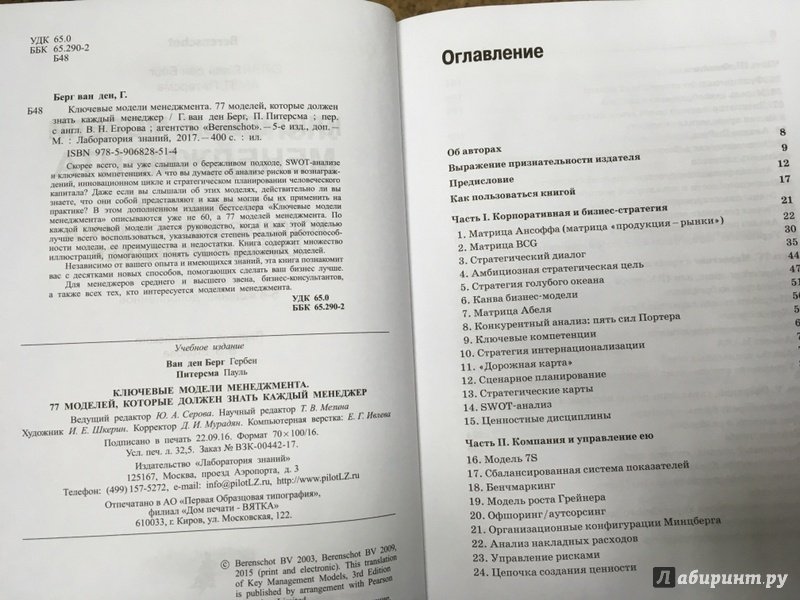 УДК 65.0
ББК 65.290-2
Б48
Берг ван ден, Г.
Б48 Ключевые модели менеджмента. 77 моделей, которые должен
знать каждый менеджер / Г. ван ден Берг, П. Питерсма ; пер.
с англ. В. Н. Егорова ; агентство «Berenschot». — 5-е изд., доп. —
М. : Лаборатория знаний, 2017. — 400 с. : ил.
ISBN 978-5-906828-51-4
Скорее всего, вы уже слышали о бережливом подходе, SWOT-анализе
и ключевых компетенциях. А что вы думаете об анализе рисков и вознаграж-
дений, инновационном цикле и стратегическом планировании человеческого
капитала? Даже если вы слышали об этих моделях, действительно ли вы
знаете, что они собой представляют и как вы могли бы их применить на
практике? В этом дополненном издании бестселлера «Ключевые модели
менеджмента» описываются уже не 60, а 77 моделей менеджмента. По
каждой ключевой модели дается руководство, когда и как этой моделью
лучше всего воспользоваться, указываются степень реальной работоспособ-
ности модели, ее преимущества и недостатки. Книга содержит множество
иллюстраций, помогающих понять сущность предложенных моделей.
Независимо от вашего опыта и имеющихся знаний, эта книга познакомит
вас с десятками новых способов, помогающих сделать ваш бизнес лучше.
Для менеджеров среднего и высшего звена, бизнес-консультантов,
а также всех тех, кто интересуется моделями менеджмента.
УДК 65.0
ББК 65.290-2
Учебное издание
Ван ден Берг Гербен
Питерсма Пауль
КЛЮЧЕВЫЕ МОДЕЛИ МЕНЕДЖМЕНТА.
77 МОДЕЛЕЙ, КОТОРЫЕ ДОЛЖЕН ЗНАТЬ КАЖДЫЙ МЕНЕДЖЕР
Ведущий редактор Ю. А. Серова. Научный редактор Т. В. Мезина
Художник И. Е. Шкерин. Корректор Д. И. Мурадян. Компьютерная верстка: Е. Г. Ивлева
Подписано в печать 22.09.16. Формат 70×100/16.
Усл. печ. л. 32,5. Заказ № ВЗК-00442-17.
Издательство «Лаборатория знаний»
125167, Москва, проезд Аэропорта, д. 3
Телефон: (499) 157-5272, e-mail: info@pilotLZ.ru, http://www.pilotLZ.ru
Отпечатано в АО «Первая Образцовая типография»,
филиал «Дом печати - ВЯТКА»
610033, г. Киров, ул. Московская, 122.
© Berenschot BV 2003, Berenschot BV 2009,
2015 (print and electronic). This translation
of Key Management Models, 3rd Edition
is published by arrangement with Pearson
Оглавление
Об авторах 8
Выражение признательности издателя 9
Предисловие 12
Как пользоваться книгой 17
Часть I. Корпоративная и бизнес-стратегия 21
1. Матрица Ансоффа (матрица «продукция – рынки») 22
2. Матрица BCG 30
3. Стратегический диалог 35
4. Амбициозная стратегическая цель 44
5. Стратегия голубого океана 47
6. Канва бизнес-модели 51
7. Матрица Абеля
8. Конкурентный анализ: пять сил Портера
9. Ключевые компетенции
10. Стратегия интернационализации
11. «Дорожная карта»
12. Сценарное планирование
13. Стратегические карты
14. SWOT-анализ
15. Ценностные дисциплины
Часть II. Компания и управление ею
16. Модель 7S
17. Сбалансированная система показателей
18. Бенчмаркинг
19. Модель роста Грейнера
20. Офпоринг/аутсорсинг
21. Организационные конфигурации Минцберга
22. Анализ накладных расходов
23. Управление рисками
24. Цепочка создания ценности
Лабиринт.ру